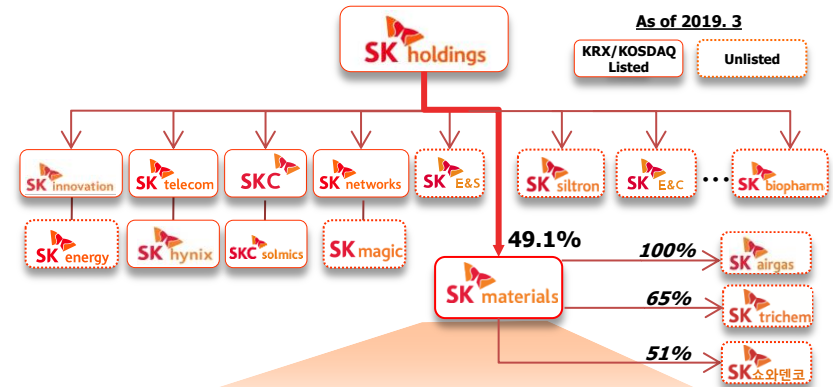 As of 2019. 3
SK holdings
KRX/KOSDAQ
Listed
Unlisted
SK innovation
SK telecom
SKC
SK networks
SK E&S
SK siltron
SK E&C
...
SK biopharm
SK energy
SK hynix
SKC solmics
SK magic
49.1%
SK materials
100%
SK airgas
65%
SK trichem
51%
SK 쇼와덴코